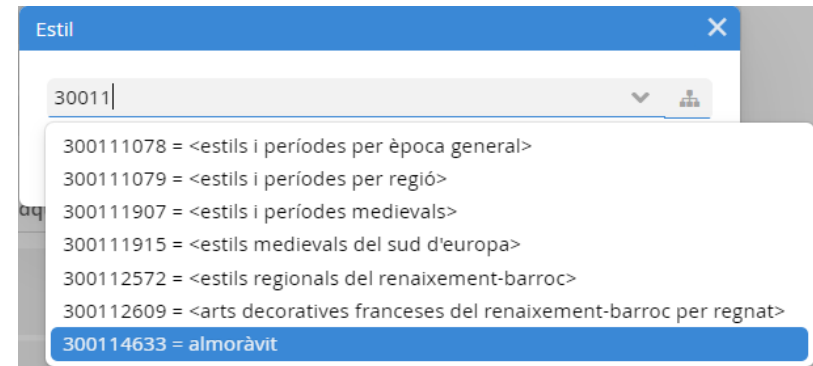 Estil
30011
300111078 = <estils i períodes per època general>
300111079 = <estils i períodes per regió>
300111907 = <estils i períodes medievals>
300111915 = <estils medievals del sud d'europa>
300112572 = <estils regionals del renaixement-barroc>
300112609 = <arts decoratives franceses del renaixement-barroc per regnat>
300114633 = almoràvit